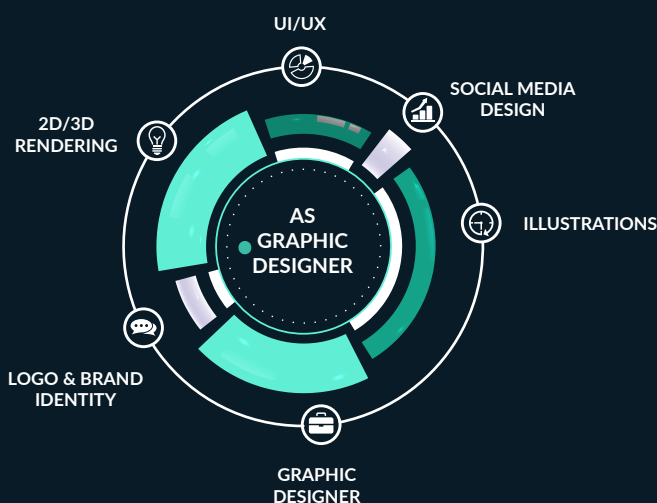 UI/UX
SOCIAL MEDIA
DESIGN
2D/3D
RENDERING
AS
GRAPHIC
DESIGNER
ILLUSTRATIONS
LOGO & BRAND
IDENTITY
GRAPHIC
DESIGNER